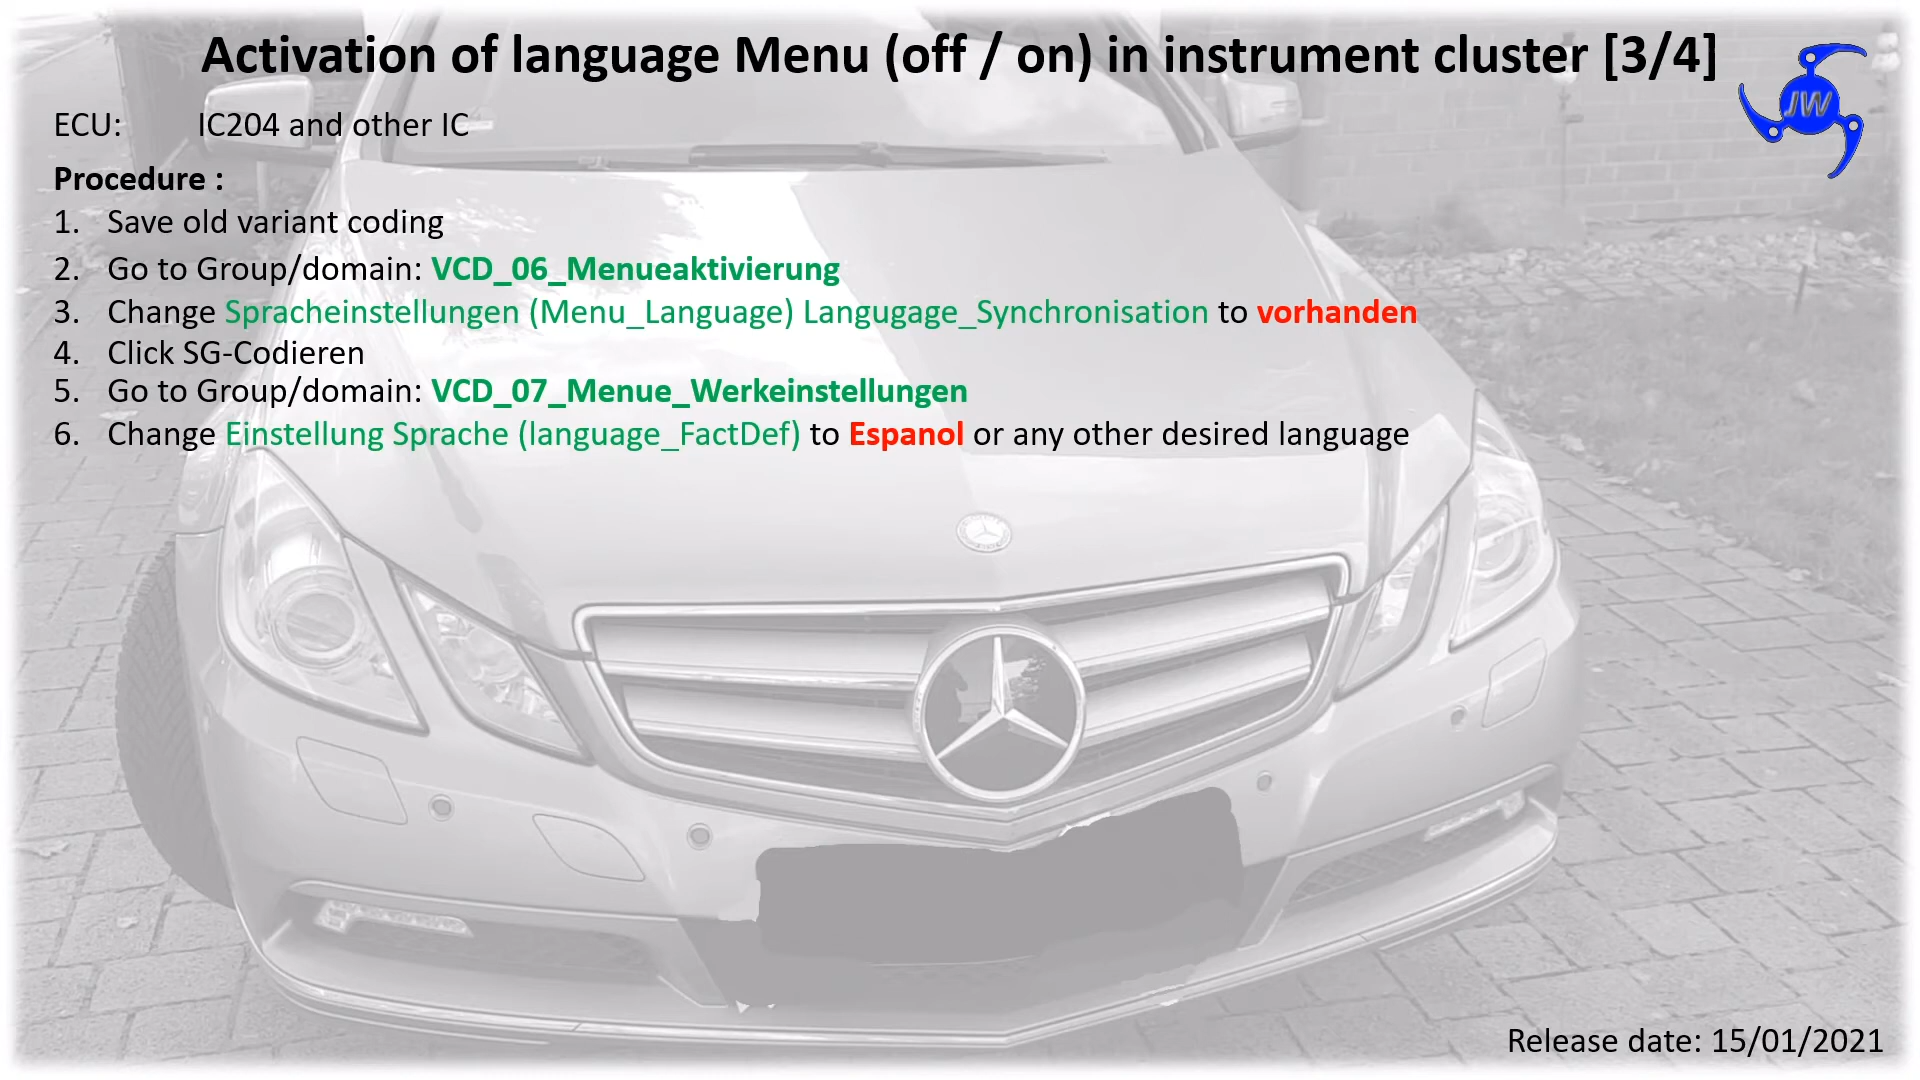 Activation of language Menu (off / on) in instrument cluster [3/4]
JW
ECU: IC204 and other IC
Procedure :
1. Save old variant coding
2. Go to Group/domain: VCD_06_Menueaktivierung
3. Change Spracheinstellungen (Menu_Language) Langugage_Synchronisation to vorhanden
4. Click SG-Codieren
5. Go to Group/domain: VCD_07_Menue_Werkeinstellungen
6. Change Einstellung Sprache (language_FactDef) to Espanol or any other desired language
Release date: 15/01/2021